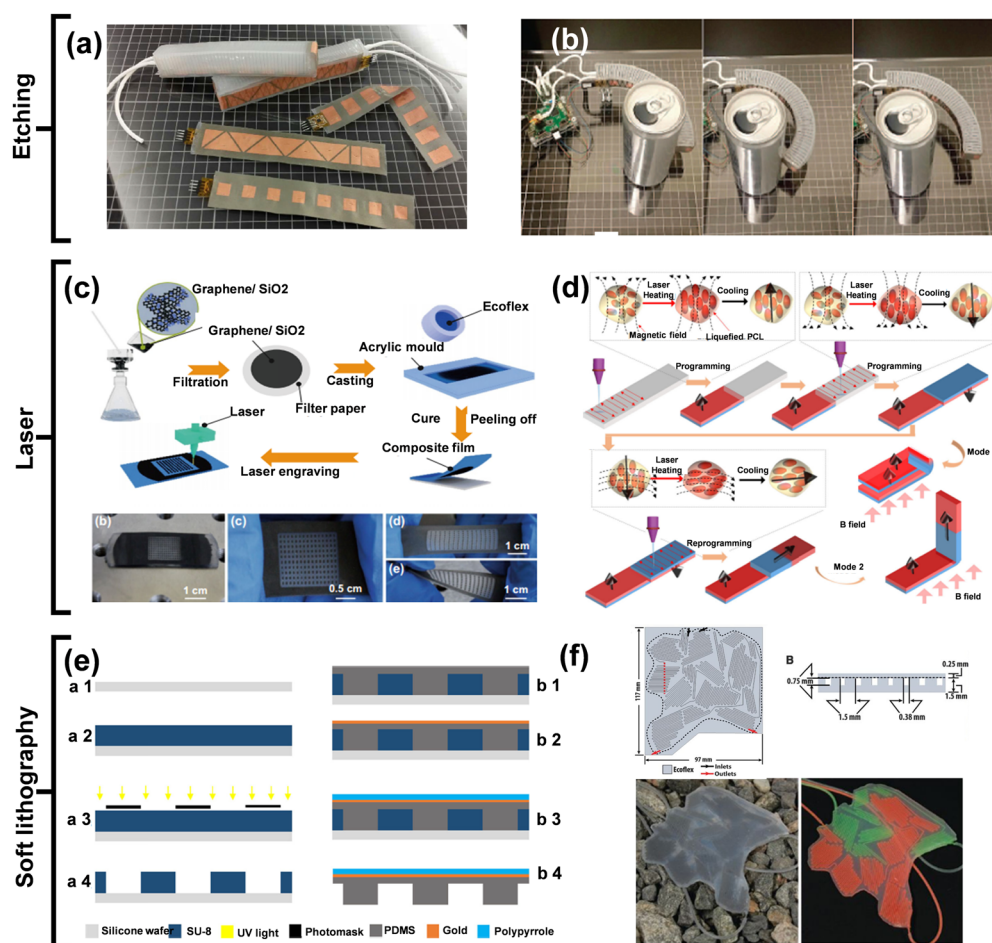 Etching
(a)
(b)
Laser
(c)
Graphene/ SiO2
Graphene/ SiO2
Filtration
Filter paper
Casting
Ecoflex
Acrylic mould
Cure
Peeling off
Composite film
Laser
Laser engraving
(b)
1 cm
(c)
0.5 cm
(d)
1 cm
(e)
1 cm
(d)
Laser
Heating
Cooling
Magnetic field
Liquefied PCL
Laser
Heating
Cooling
Programming
Programming
Laser
Heating
Cooling
Mode
B field
Reprogramming
Mode 2
B field
Soft lithography
(e)
a 1
a 2
a 3
a 4
b 1
b 2
b 3
b 4
Silicone wafer
SU-8
UV light
Photomask
PDMS
Gold
Polypyrrole
(f)
117 mm
97 mm
Ecoflex
Inlets
Outlets
B
0.25 mm
0.75 mm
1.5 mm
1.5 mm
0.38 mm